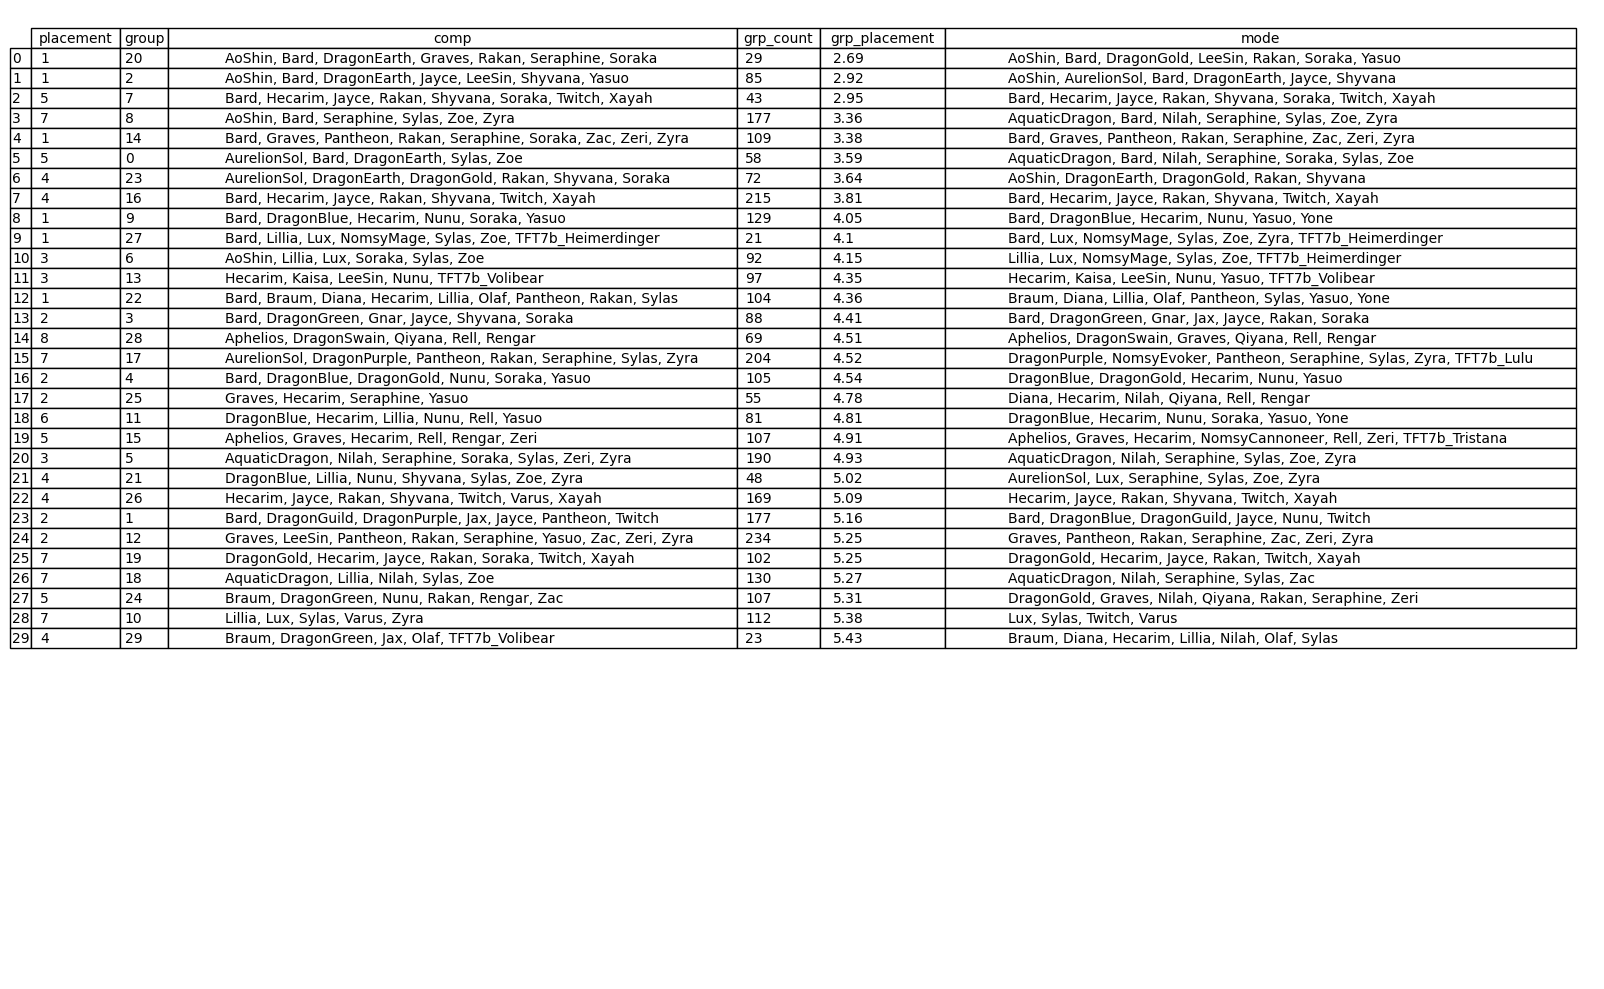 placement group comp grp_count grp_placement mode
0 1 20 AoShin, Bard, DragonEarth, Graves, Rakan, Seraphine, Soraka 29 2.69 AoShin, Bard, DragonGold, LeeSin, Rakan, Soraka, Yasuo
1 1 2 AoShin, Bard, DragonEarth, Jayce, LeeSin, Shyvana, Yasuo 85 2.92 AoShin, AurelionSol, Bard, DragonEarth, Jayce, Shyvana
2 5 7 Bard, Hecarim, Jayce, Rakan, Shyvana, Soraka, Twitch, Xayah 43 2.95 Bard, Hecarim, Jayce, Rakan, Shyvana, Soraka, Twitch, Xayah
3 7 8 AoShin, Bard, Seraphine, Sylas, Zoe, Zyra 177 3.36 AquaticDragon, Bard, Nilah, Seraphine, Sylas, Zoe, Zyra
4 1 14 Bard, Graves, Pantheon, Rakan, Seraphine, Soraka, Zac, Zeri, Zyra 109 3.38 Bard, Graves, Pantheon, Rakan, Seraphine, Zac, Zeri, Zyra
5 5 0 AurelionSol, Bard, DragonEarth, Sylas, Zoe 58 3.59 AquaticDragon, Bard, Nilah, Seraphine, Soraka, Sylas, Zoe
6 4 23 AurelionSol, DragonEarth, DragonGold, Rakan, Shyvana, Soraka 72 3.64 AoShin, DragonEarth, DragonGold, Rakan, Shyvana
7 4 16 Bard, Hecarim, Jayce, Rakan, Shyvana, Twitch, Xayah 215 3.81 Bard, Hecarim, Jayce, Rakan, Shyvana, Twitch, Xayah
8 1 9 Bard, DragonBlue, Hecarim, Nunu, Soraka, Yasuo 129 4.05 Bard, DragonBlue, Hecarim, Nunu, Yasuo, Yone
9 1 27 Bard, Lillia, Lux, NomsyMage, Sylas, Zoe, TFT7b_Heimerdinger 21 4.1 Bard, Lux, NomsyMage, Sylas, Zoe, Zyra, TFT7b_Heimerdinger
10 3 6 AoShin, Lillia, Lux, Soraka, Sylas, Zoe 92 4.15 Lillia, Lux, NomsyMage, Sylas, Zoe, TFT7b_Heimerdinger
11 3 13 Hecarim, Kaisa, LeeSin, Nunu, TFT7b_Volibear 97 4.35 Hecarim, Kaisa, LeeSin, Nunu, Yasuo, TFT7b_Volibear
12 1 22 Bard, Braum, Diana, Hecarim, Lillia, Olaf, Pantheon, Rakan, Sylas 104 4.36 Braum, Diana, Lillia, Olaf, Pantheon, Sylas, Yasuo, Yone
13 2 3 Bard, DragonGreen, Gnar, Jayce, Shyvana, Soraka 88 4.41 Bard, DragonGreen, Gnar, Jax, Jayce, Rakan, Soraka
14 8 28 Aphelios, DragonSwain, Qiyana, Rell, Rengar 69 4.51 Aphelios, DragonSwain, Graves, Qiyana, Rell, Rengar
15 7 17 AurelionSol, DragonPurple, Pantheon, Rakan, Seraphine, Sylas, Zyra 204 4.52 DragonPurple, NomsyEvoker, Pantheon, Seraphine, Sylas, Zyra, TFT7b_Lulu
16 2 4 Bard, DragonBlue, DragonGold, Nunu, Soraka, Yasuo 105 4.54 DragonBlue, DragonGold, Hecarim, Nunu, Yasuo
17 2 25 Graves, Hecarim, Seraphine, Yasuo 55 4.78 Diana, Hecarim, Nilah, Qiyana, Rell, Rengar
18 6 11 DragonBlue, Hecarim, Lillia, Nunu, Rell, Yasuo 81 4.81 DragonBlue, Hecarim, Nunu, Soraka, Yasuo, Yone
19 5 15 Aphelios, Graves, Hecarim, Rell, Rengar, Zeri 107 4.91 Aphelios, Graves, Hecarim, NomsyCannoneer, Rell, Zeri, TFT7b_Tristana
20 3 5 AquaticDragon, Nilah, Seraphine, Soraka, Sylas, Zeri, Zyra 190 4.93 AquaticDragon, Nilah, Seraphine, Sylas, Zoe, Zyra
21 4 21 DragonBlue, Lillia, Nunu, Shyvana, Sylas, Zoe, Zyra 48 5.02 AurelionSol, Lux, Seraphine, Sylas, Zoe, Zyra
22 4 26 Hecarim, Jayce, Rakan, Shyvana, Twitch, Varus, Xayah 169 5.09 Hecarim, Jayce, Rakan, Shyvana, Twitch, Xayah
23 2 1 Bard, DragonGuild, DragonPurple, Jax, Jayce, Pantheon, Twitch 177 5.16 Bard, DragonBlue, DragonGuild, Jayce, Nunu, Twitch
24 2 12 Graves, LeeSin, Pantheon, Rakan, Seraphine, Yasuo, Zac, Zeri, Zyra 234 5.25 Graves, Pantheon, Rakan, Seraphine, Zac, Zeri, Zyra
25 7 19 DragonGold, Hecarim, Jayce, Rakan, Soraka, Twitch, Xayah 102 5.25 DragonGold, Hecarim, Jayce, Rakan, Twitch, Xayah
26 7 18 AquaticDragon, Lillia, Nilah, Sylas, Zoe 130 5.27 AquaticDragon, Nilah, Seraphine, Sylas, Zac
27 5 24 Braum, DragonGreen, Nunu, Rakan, Rengar, Zac 107 5.31 DragonGold, Graves, Nilah, Qiyana, Rakan, Seraphine, Zeri
28 7 10 Lillia, Lux, Sylas, Varus, Zyra 112 5.38 Lux, Sylas, Twitch, Varus
29 4 29 Braum, DragonGreen, Jax, Olaf, TFT7b_Volibear 23 5.43 Braum, Diana, Hecarim, Lillia, Nilah, Olaf, Sylas